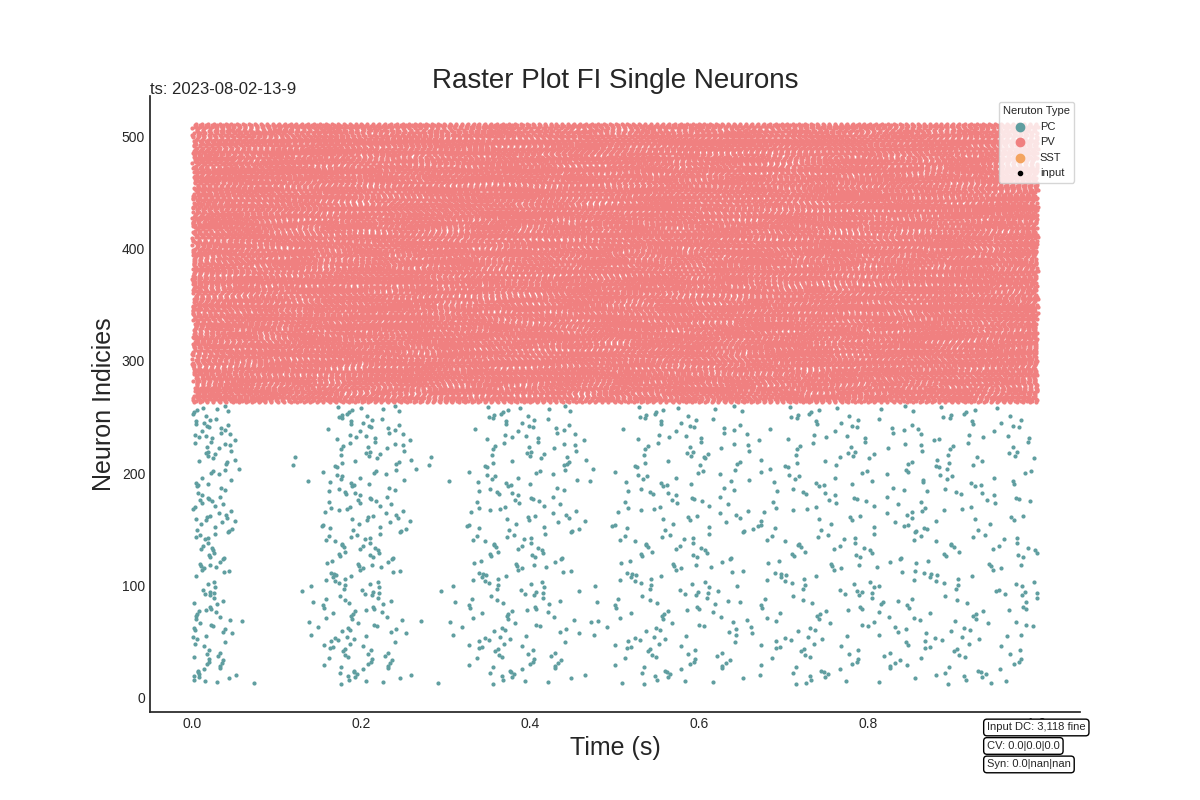 Raster Plot FI Single Neurons
ts: 2023-08-02-13-9
Neruton Type
PC
PV
SST
input
Neuron Indicies
500
400
300
200
100
0
0.0 0.2 0.4 0.6 0.8
Time (s)
Input DC: 3,118 fine
CV: 0.0|0.0|0.0
Syn: 0.0|nan|nan